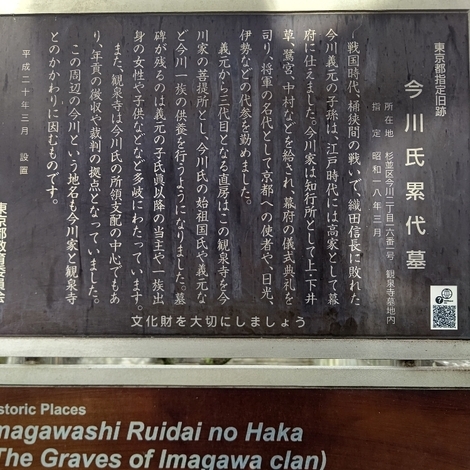 東京都指定旧跡
今川氏累代墓
所在地 杉並区今川二丁目一六番一号 観泉寺墓地内
指定 昭和一八年三月
戦国時代、桶狭間の戦いで、織田信長に敗れた
今川義元の子孫は、江戸時代には高家として幕
府に仕えました。今川家は知行所として上・下井
草、鷺宮、中村などを給され、幕府の儀式典礼を
司り、将軍の名代として京都への使者や、日光、
伊勢などの代参を勤めました。
義元から三代目となる直房はこの観泉寺を今
川家の菩提所とし、今川氏の始祖国氏や義元な
ど今川一族の供養を行うようになりました。墓
碑が残るのは義元の子氏真以降の当主や一族出
身の女性や子供などなど多岐にわたっています。
また、観泉寺は今川氏の所領支配の中心でもあ
り、年貢の徴収や裁判の拠点となっていました。
この周辺の今川という地名も今川家と観泉寺
とのかかわりに因むものです。
平成二十年三月 設置
東京都教育委員会
文化財を大切にしましょう
storic Places
magawashi Ruidai no Haka
The Graves of Imagawa clan)